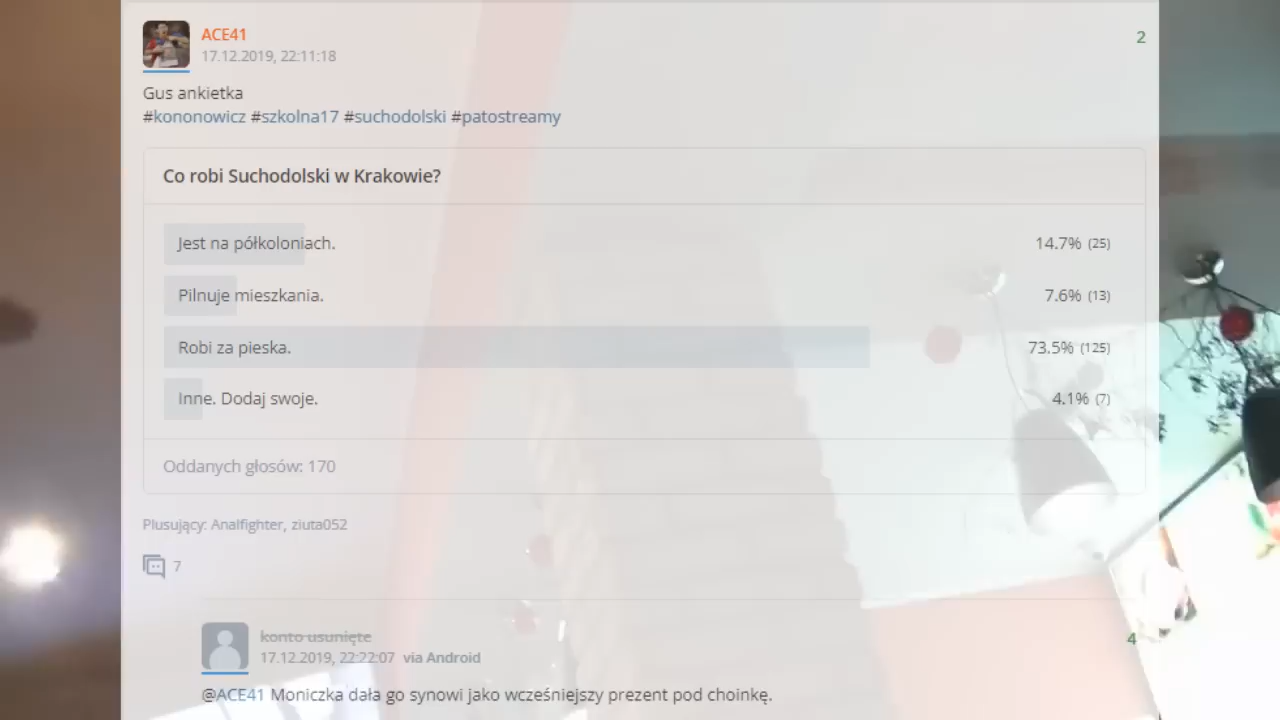 ACE41
2
17.12.2019, 22:11:18
Gus ankietka
#kononowicz #szkolna17 #suchodolski #patostreamy
Co robi Suchodolski w Krakowie?
Jest na półkoloniach. 14.7% (25)
Pilnuje mieszkania. 7.6% (13)
Robi za pieska. 73.5% (125)
Inne. Dodaj swoje. 4.1% (7)
Oddanych głosów: 170
Plusujący: Analfighter, ziuta052
7
konto usunięte
4
17.12.2019, 22:22:07 via Android
@ACE41 Moniczka dała go synowi jako wcześniejszy prezent pod choinkę.